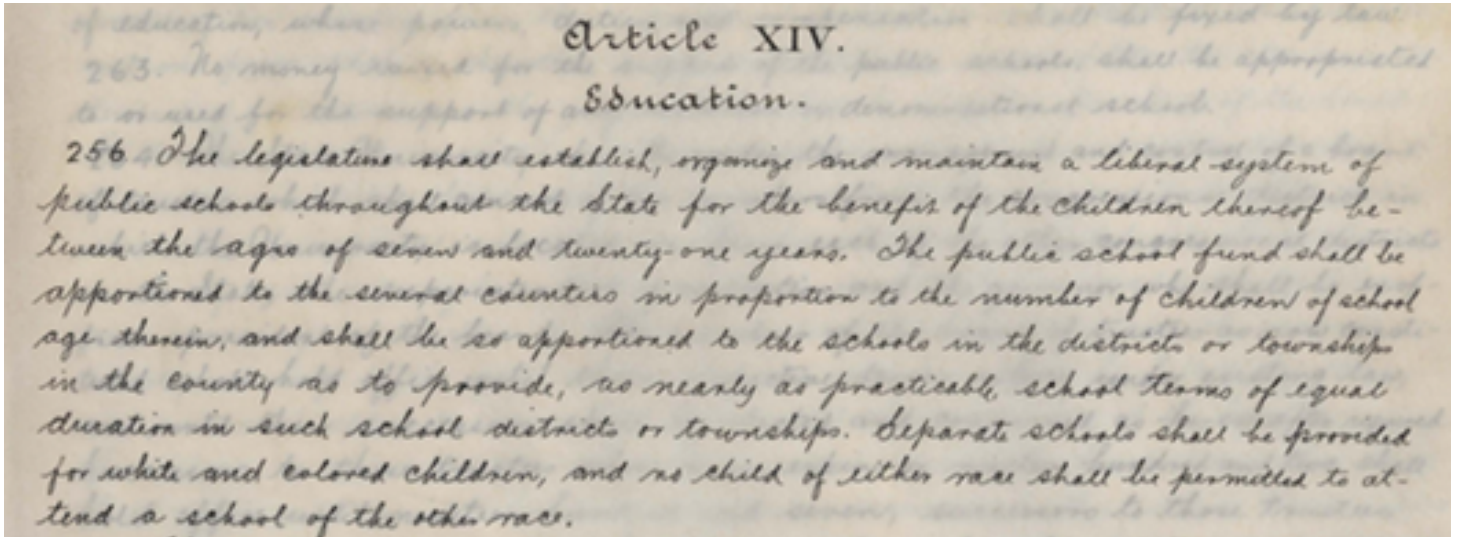 Article XIV.
Education.
256 The legislature shall establish, organize and maintain a liberal system of
public schools throughout the State for the benefit of the children thereof be-
tween the ages of seven and twenty-one years. The public school fund shall be
apportioned to the several counties in proportion to the number of children of school
age therein, and shall be so apportioned to the schools in the districts or townships
in the county as to provide, as nearly as practicable, school terms of equal
duration in such school districts or townships. Separate schools shall be provided
for white and colored children, and no child of either race shall be permitted to at-
tend a school of the other race.